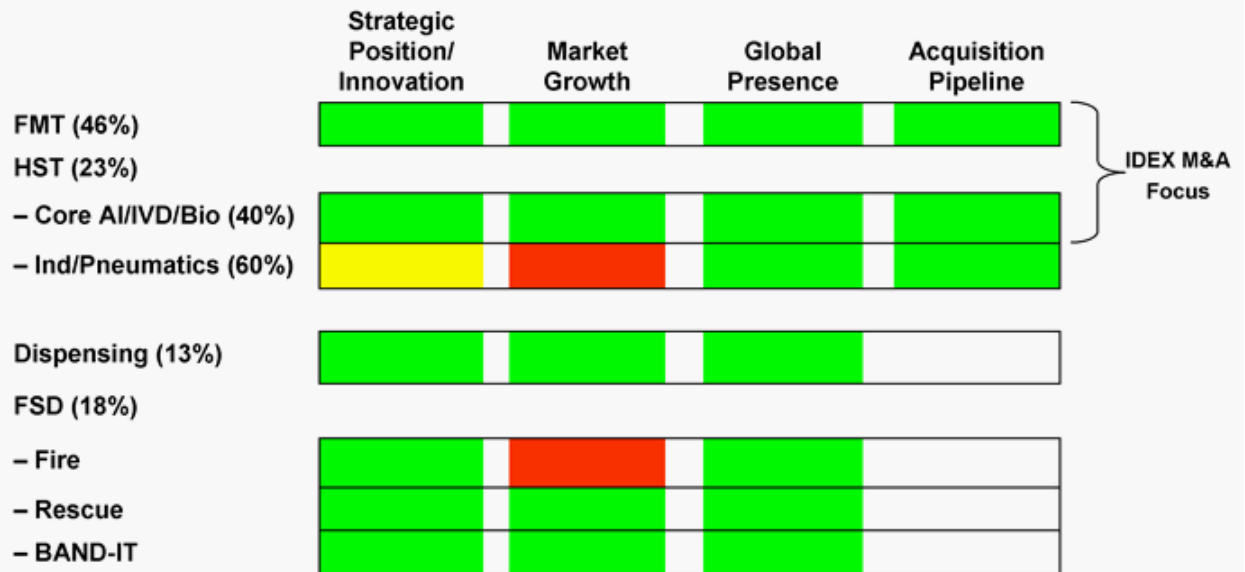 Strategic
Position/
Innovation
Market
Growth
Global
Presence
Acquisition
Pipeline
FMT (46%)
HST (23%)
IDEX M&A
Focus
– Core AI/IVD/Bio (40%)
– Ind/Pneumatics (60%)
Dispensing (13%)
FSD (18%)
– Fire
– Rescue
– BAND-IT